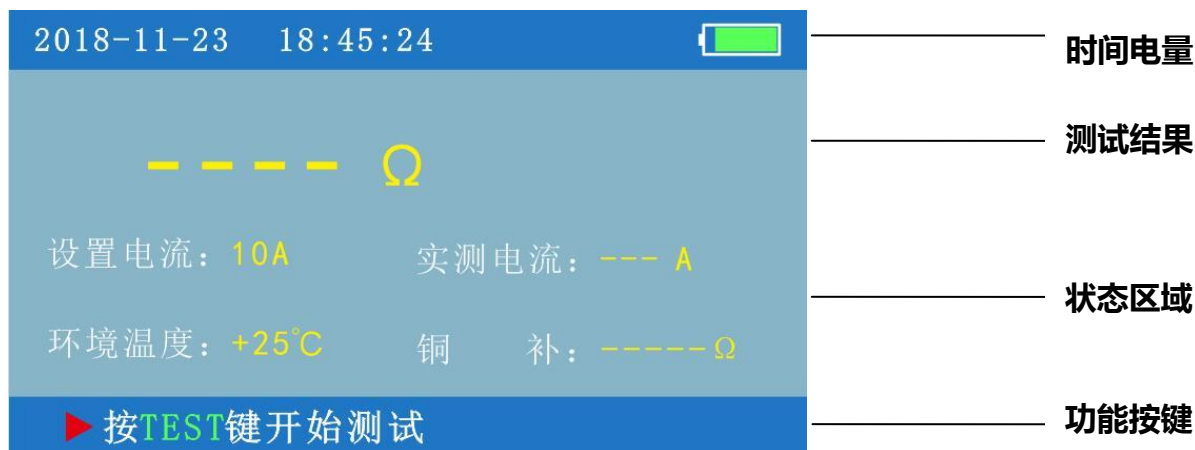 2018-11-23 18:45:24
时间电量
---- Ω
测试结果
设置电流：10A 实测电流：--- A
状态区域
环境温度：+25℃ 铜 补：-----Ω
按TEST键开始测试
功能按键